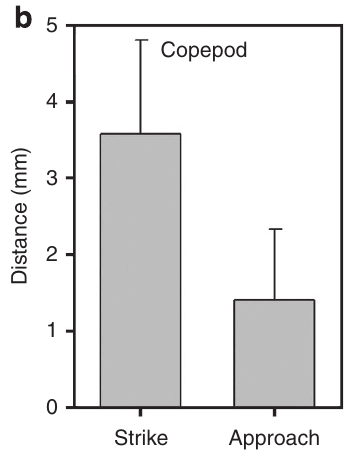 b
Copepod
Distance (mm)
5
4
3
2
1
0
Strike
Approach